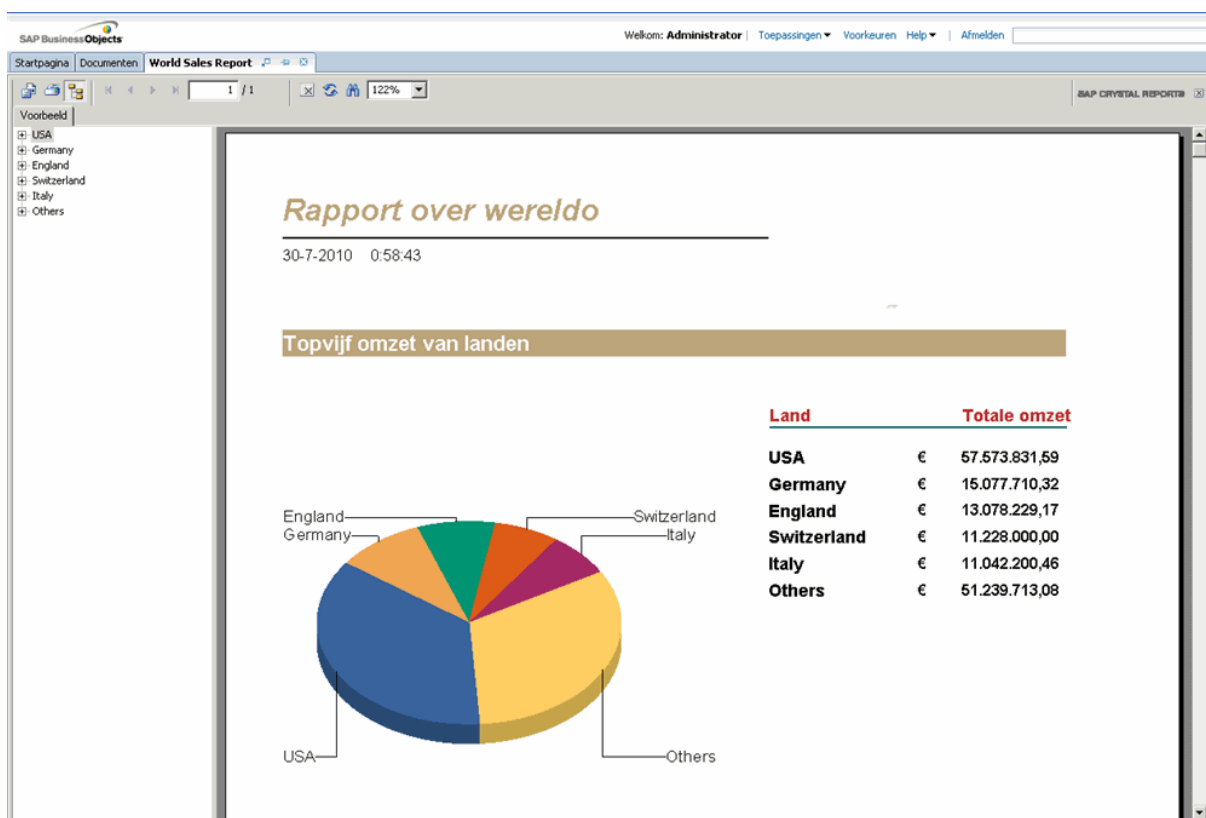 SAP BusinessObjects
Welkom: Administrator | Toepassingen Voorkeuren Help | Afmelden
Startpagina Documenten World Sales Report
1 /1 122% SAP CRYSTAL REPORTS
Voorbeeld
USA
Germany
England
Switzerland
Italy
Others
Rapport over wereldo
30-7-2010 0:58:43
Topvijf omzet van landen
Land Totale omzet
USA € 57.573.831,59
Germany € 15.077.710,32
England € 13.078.229,17
Switzerland € 11.228.000,00
Italy € 11.042.200,46
Others € 51.239.713,08
England
Germany
Switzerland
Italy
USA
Others